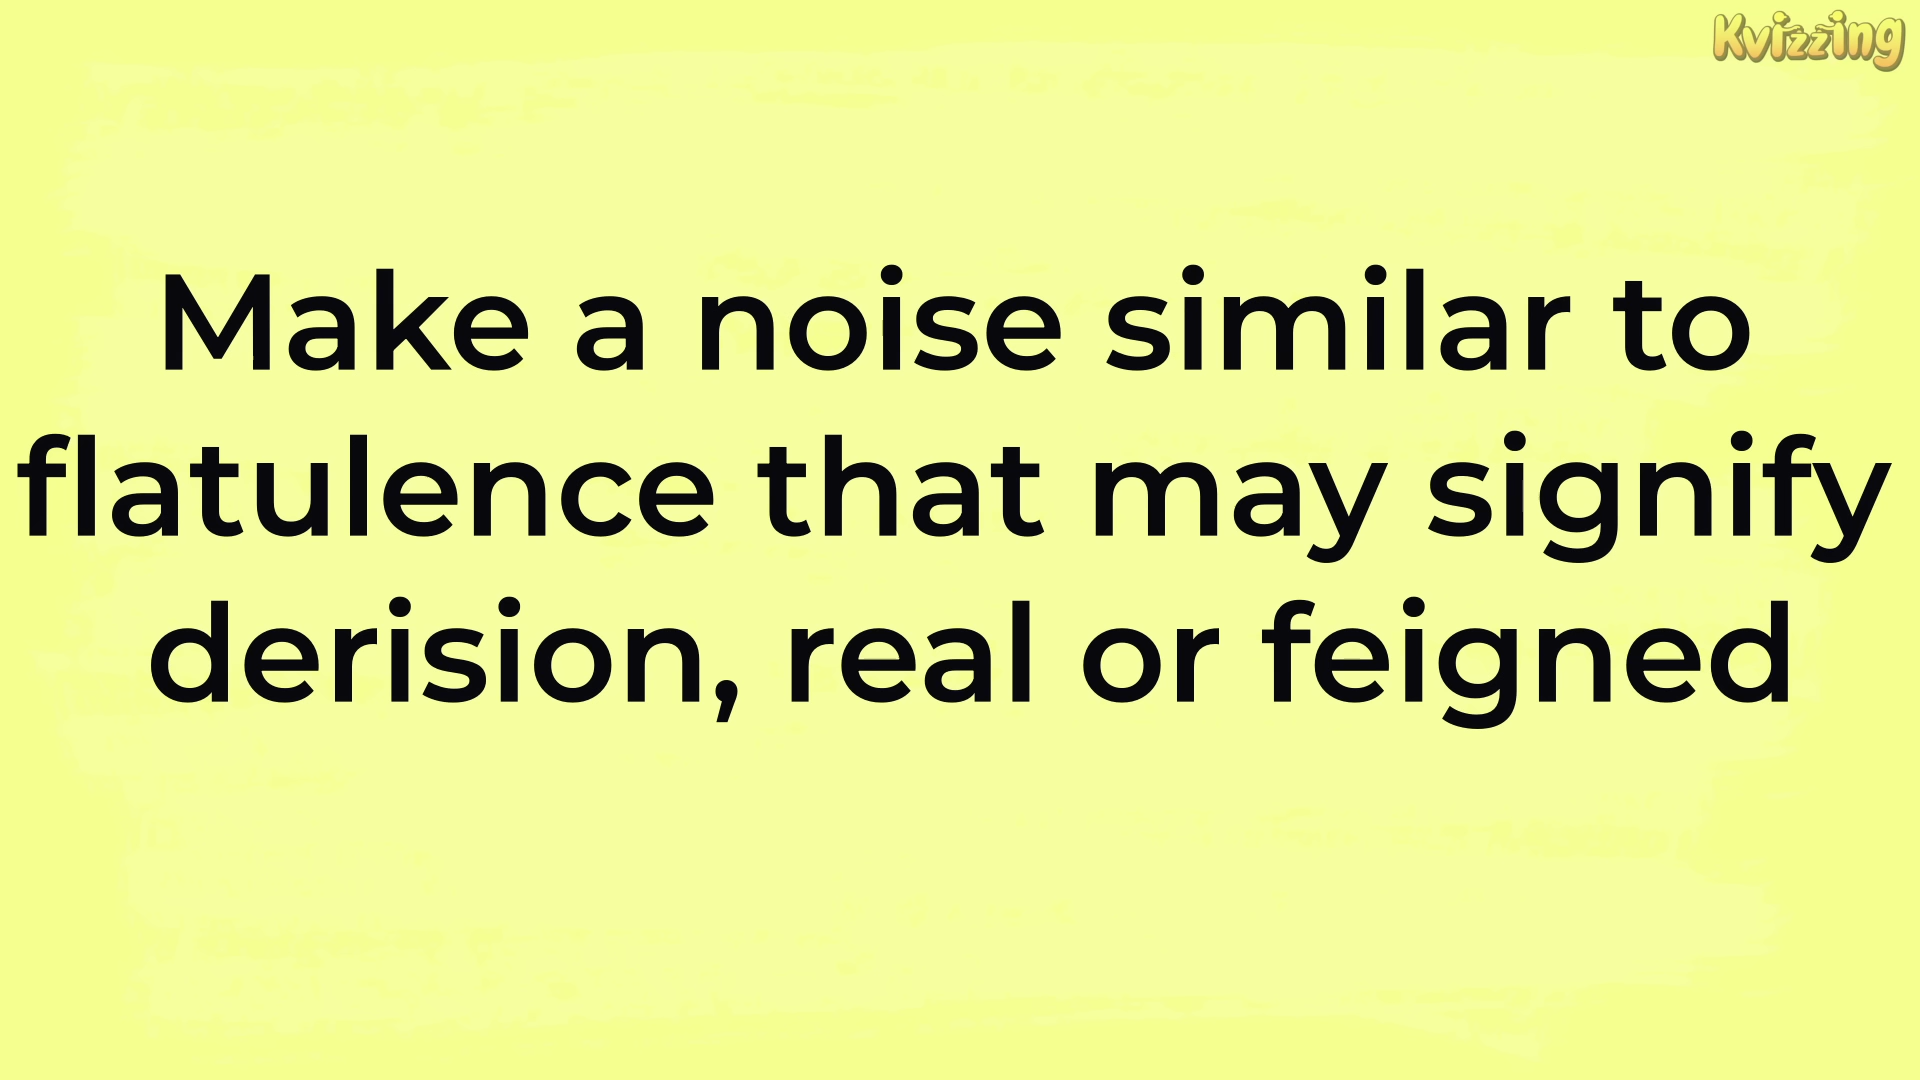 Kvizzing
Make a noise similar to
flatulence that may signify
derision, real or feigned